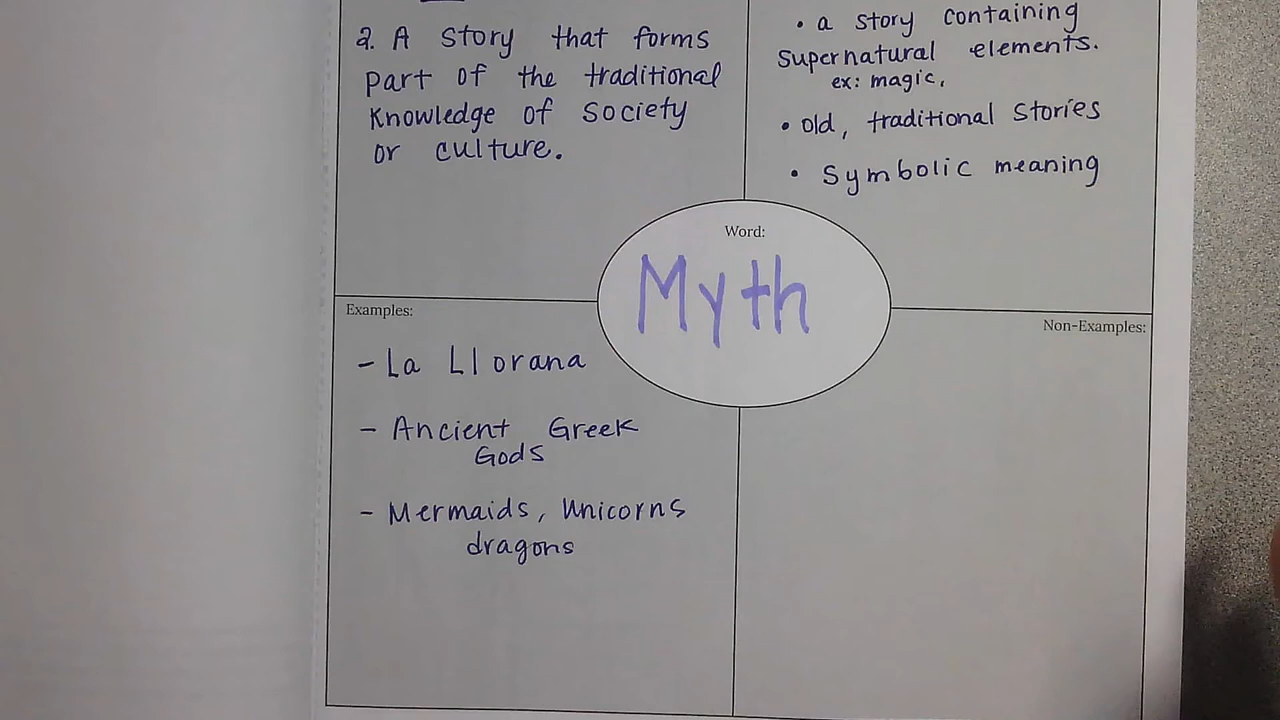 2. A story that forms
part of the traditional
knowledge of society
or culture.
• a story containing
supernatural elements.
ex: magic,
• old, traditional stories
• Symbolic meaning
Word:
Myth
Examples:
- La Llorana
- Ancient Greek
Gods
- Mermaids, Unicorns
dragons
Non-Examples: